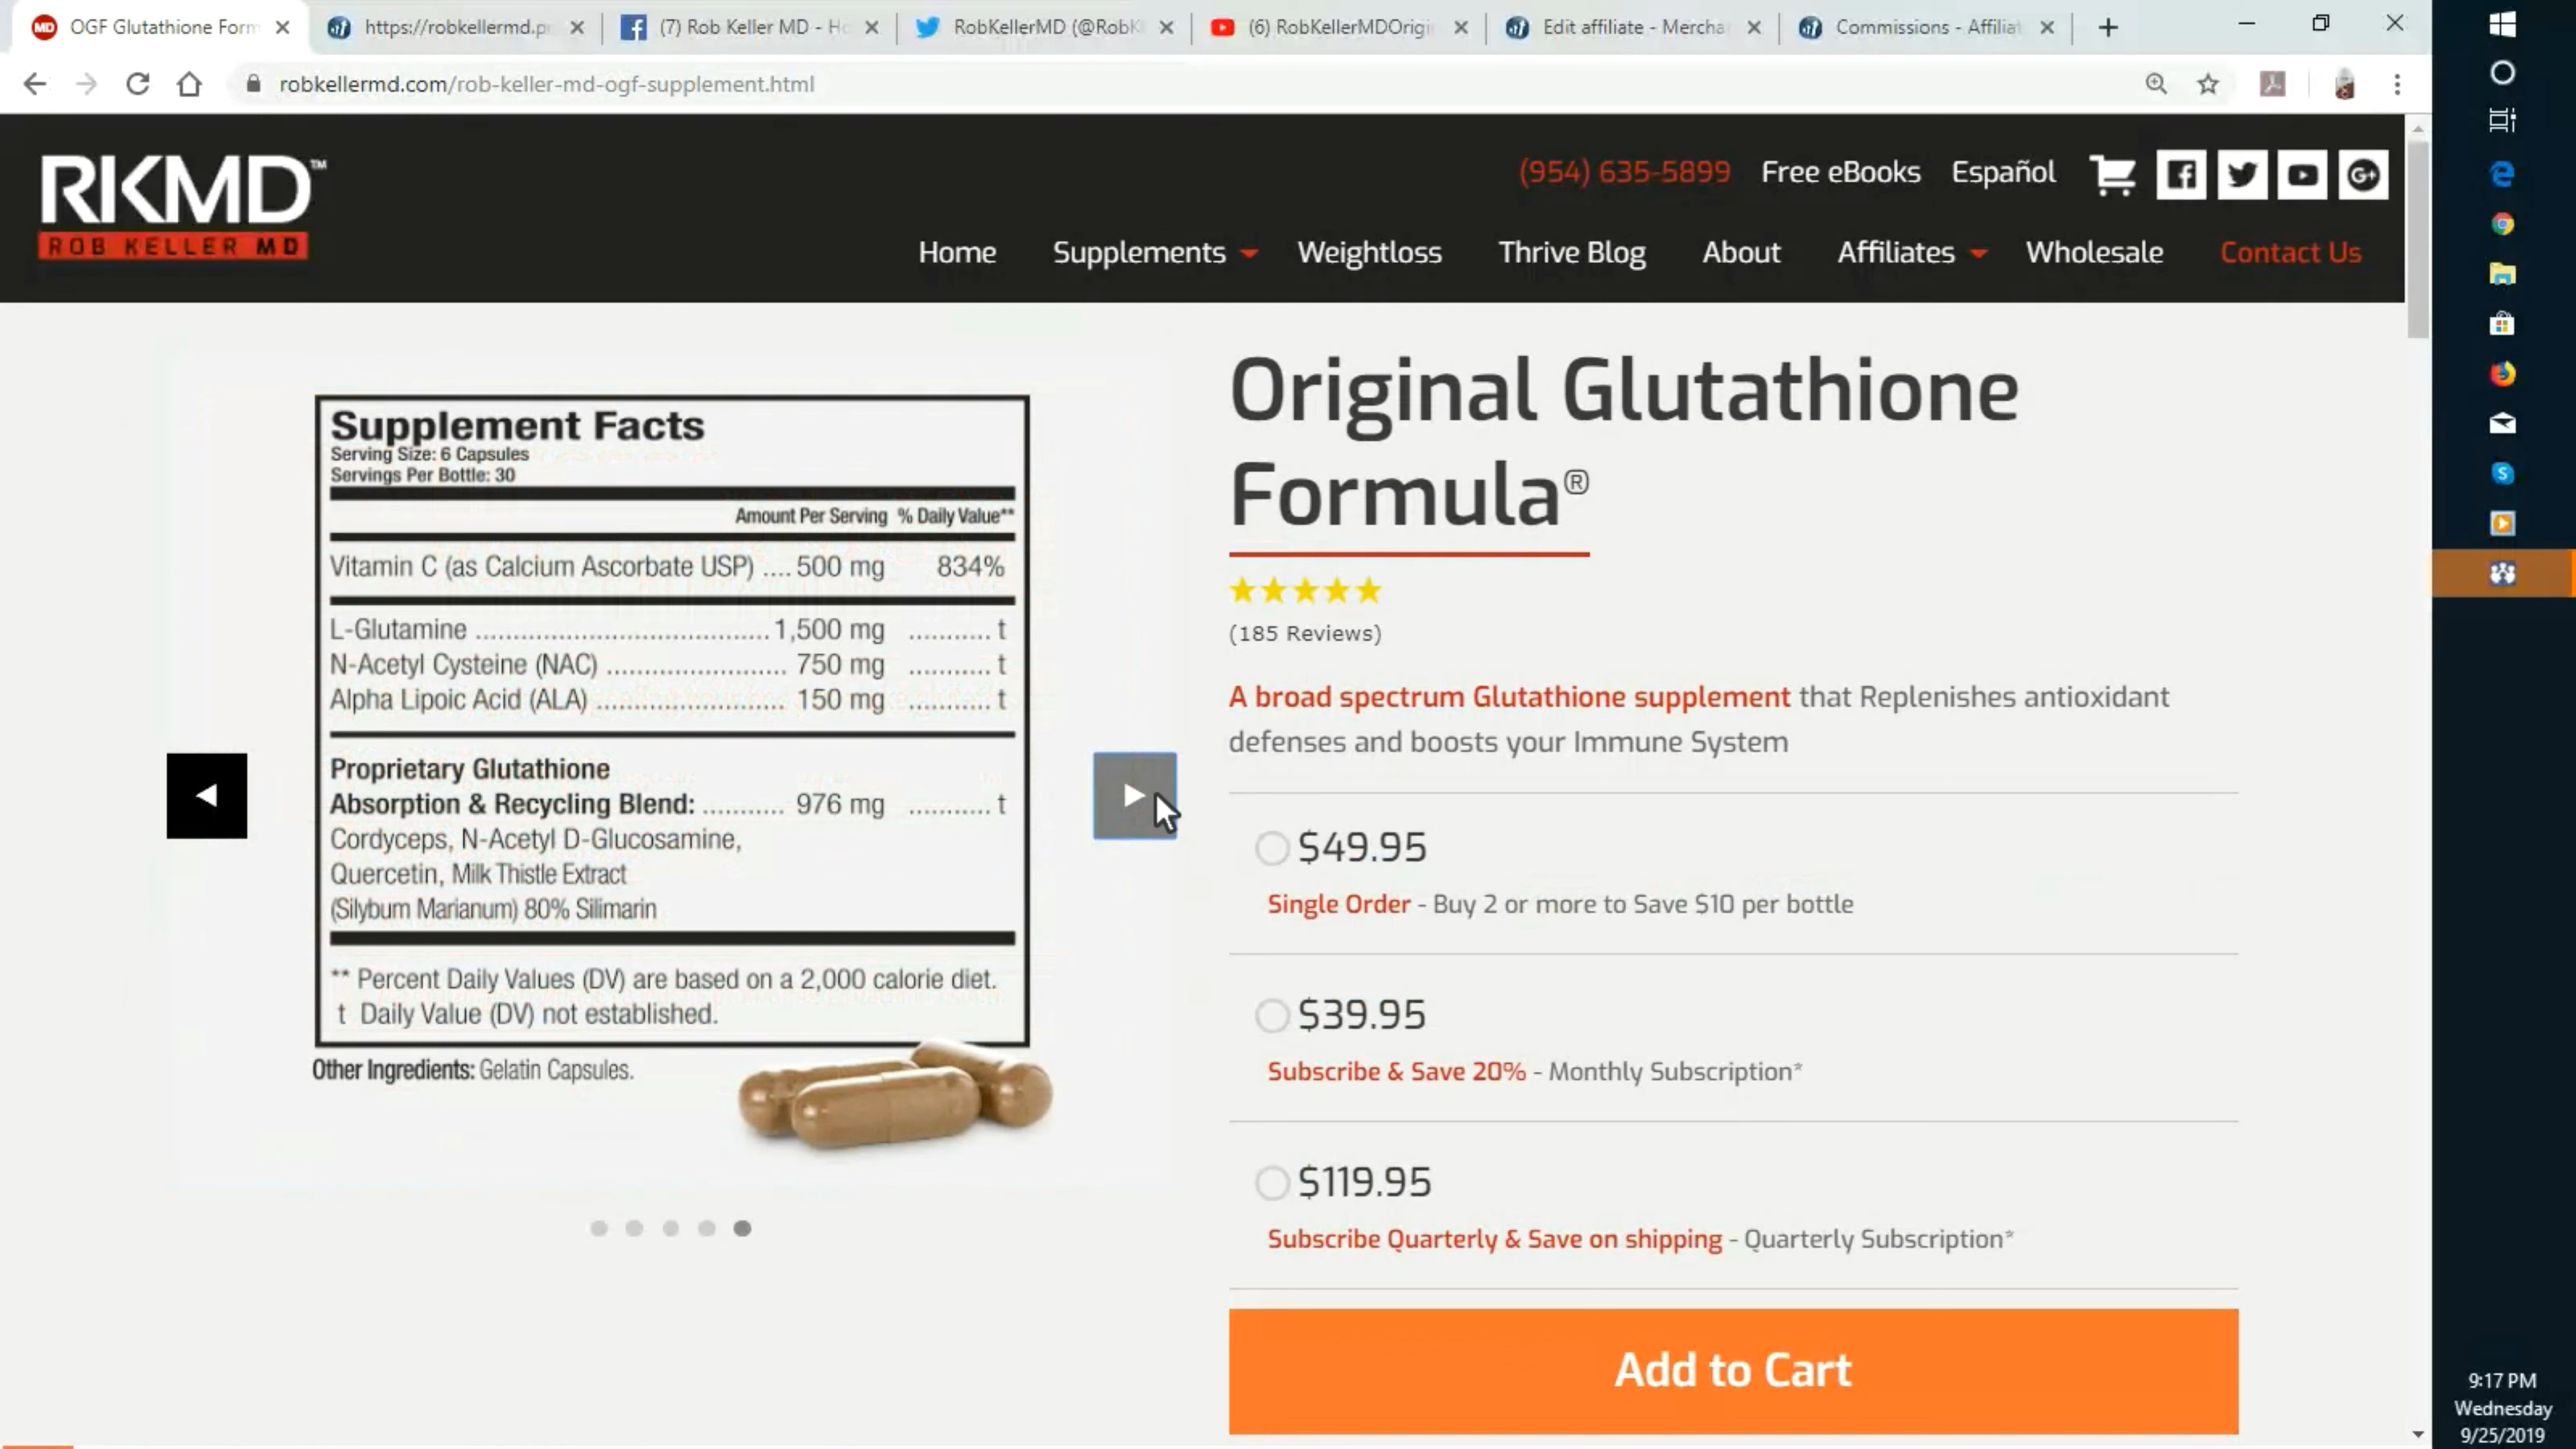 OGF Glutathione Form
https://robkellermd.p
(7) Rob Keller MD - Ho
RobKellerMD (@RobK
(6) RobKellerMDOrigi
Edit affiliate - Mercha
Commissions - Affiliat
robkellermd.com/rob-keller-md-ogf-supplement.html
RKMD™
ROB KELLER MD
(954) 635-5899 Free eBooks Español
Home Supplements Weightloss Thrive Blog About Affiliates Wholesale Contact Us
Supplement Facts
Serving Size: 6 Capsules
Servings Per Bottle: 30
Amount Per Serving % Daily Value**
Vitamin C (as Calcium Ascorbate USP) .... 500 mg 834%
L-Glutamine .................................... 1,500 mg ........... t
N-Acetyl Cysteine (NAC) ...................... 750 mg ........... t
Alpha Lipoic Acid (ALA) ....................... 150 mg ........... t
Proprietary Glutathione
Absorption & Recycling Blend: ........... 976 mg ........... t
Cordyceps, N-Acetyl D-Glucosamine,
Quercetin, Milk Thistle Extract
(Silybum Marianum) 80% Silimarin
** Percent Daily Values (DV) are based on a 2,000 calorie diet.
t Daily Value (DV) not established.
Other Ingredients: Gelatin Capsules.
Original Glutathione
Formula®
(185 Reviews)
A broad spectrum Glutathione supplement that Replenishes antioxidant
defenses and boosts your Immune System
$49.95
Single Order - Buy 2 or more to Save $10 per bottle
$39.95
Subscribe & Save 20% - Monthly Subscription*
$119.95
Subscribe Quarterly & Save on shipping - Quarterly Subscription*
Add to Cart
9:17 PM
Wednesday
9/25/2019